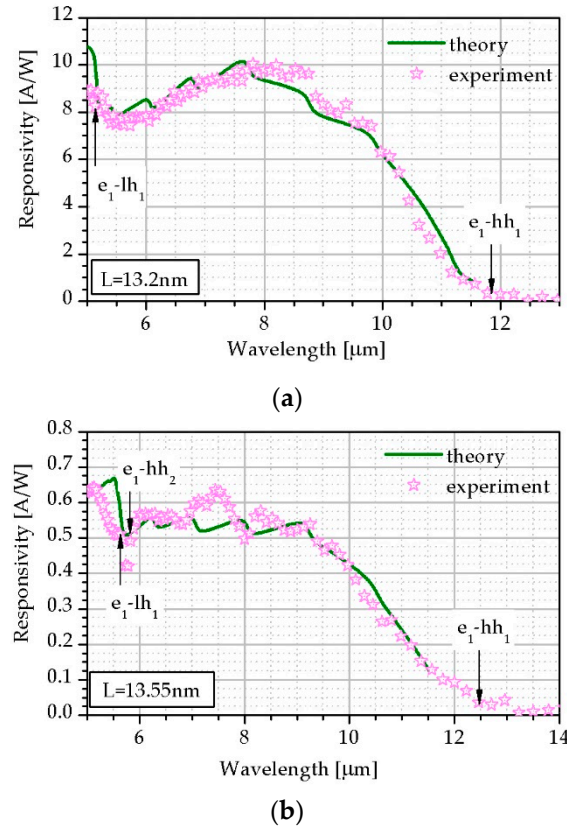 12
10
8
6
4
2
0
Responsivity [A/W]
theory
experiment
e1-lh1
e1-hh1
L=13.2nm
6 8 10 12
Wavelength [μm]
(a)
0.8
0.7
0.6
0.5
0.4
0.3
0.2
0.1
0.0
Responsivity [A/W]
theory
experiment
e1-hh2
e1-lh1
e1-hh1
L=13.55nm
6 8 10 12 14
Wavelength [μm]
(b)